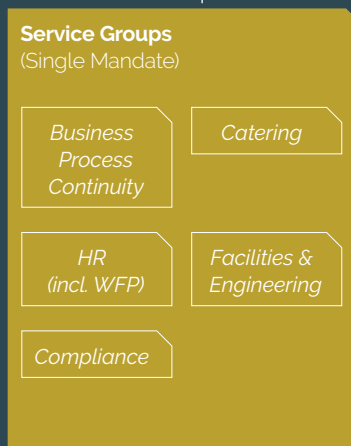 Service Groups
(Single Mandate)
Business
Process
Continuity
Catering
HR
(incl. WFP)
Facilities &
Engineering
Compliance